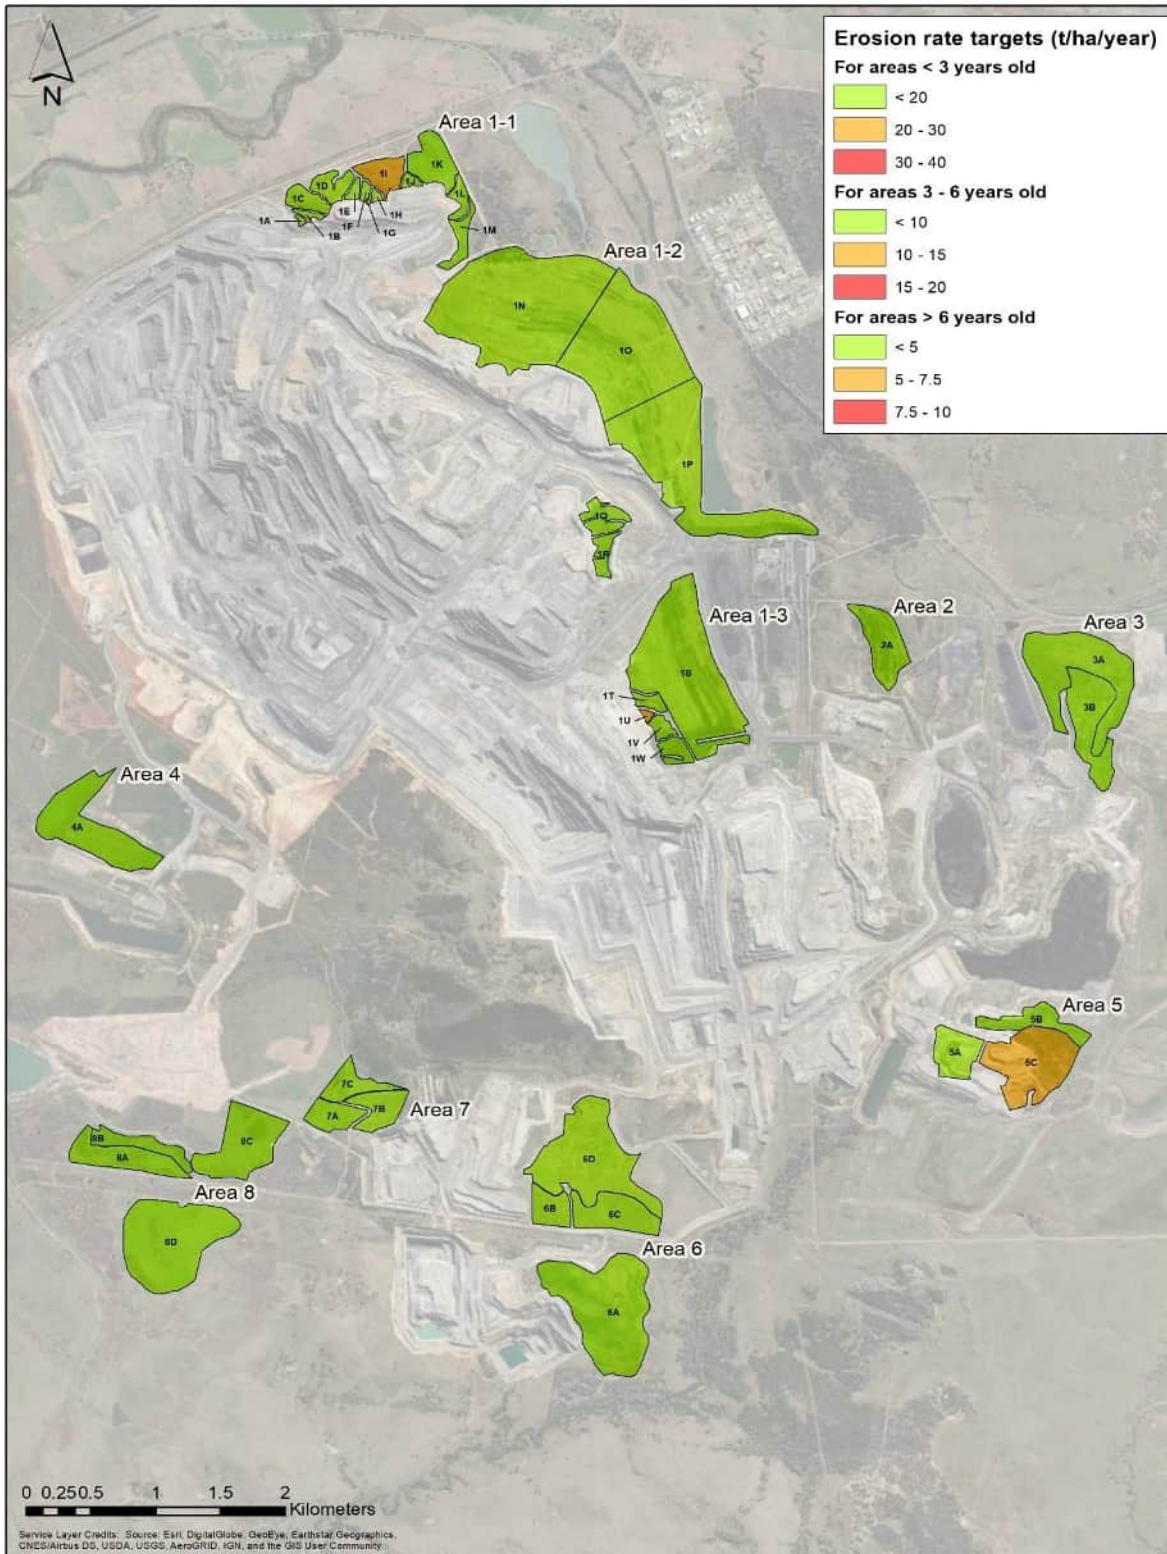 Erosion rate targets (t/ha/year)
For areas < 3 years old
< 20
20 - 30
30 - 40
For areas 3 - 6 years old
< 10
10 - 15
15 - 20
For areas > 6 years old
< 5
5 - 7.5
7.5 - 10
N
Area 1-1
1K
1I
1D
1J
1C
1L
1E
1H
1A
1F
1B
1G
1M
Area 1-2
1N
1O
1P
1Q
1R
Area 1-3
1S
1T
1U
1V
1W
Area 2
2A
Area 3
3A
3B
Area 4
4A
Area 5
5B
5A
5C
7C
7A
7B
Area 7
8B
8A
8C
Area 8
8D
6D
6B
6C
Area 6
6A
0 0.25 0.5 1 1.5 2
Kilometers
Service Layer Credits: Source: Esri, DigitalGlobe, GeoEye, Earthstar Geographics,
CNES/Airbus DS, USDA, USGS, AeroGRID, IGN, and the GIS User Community